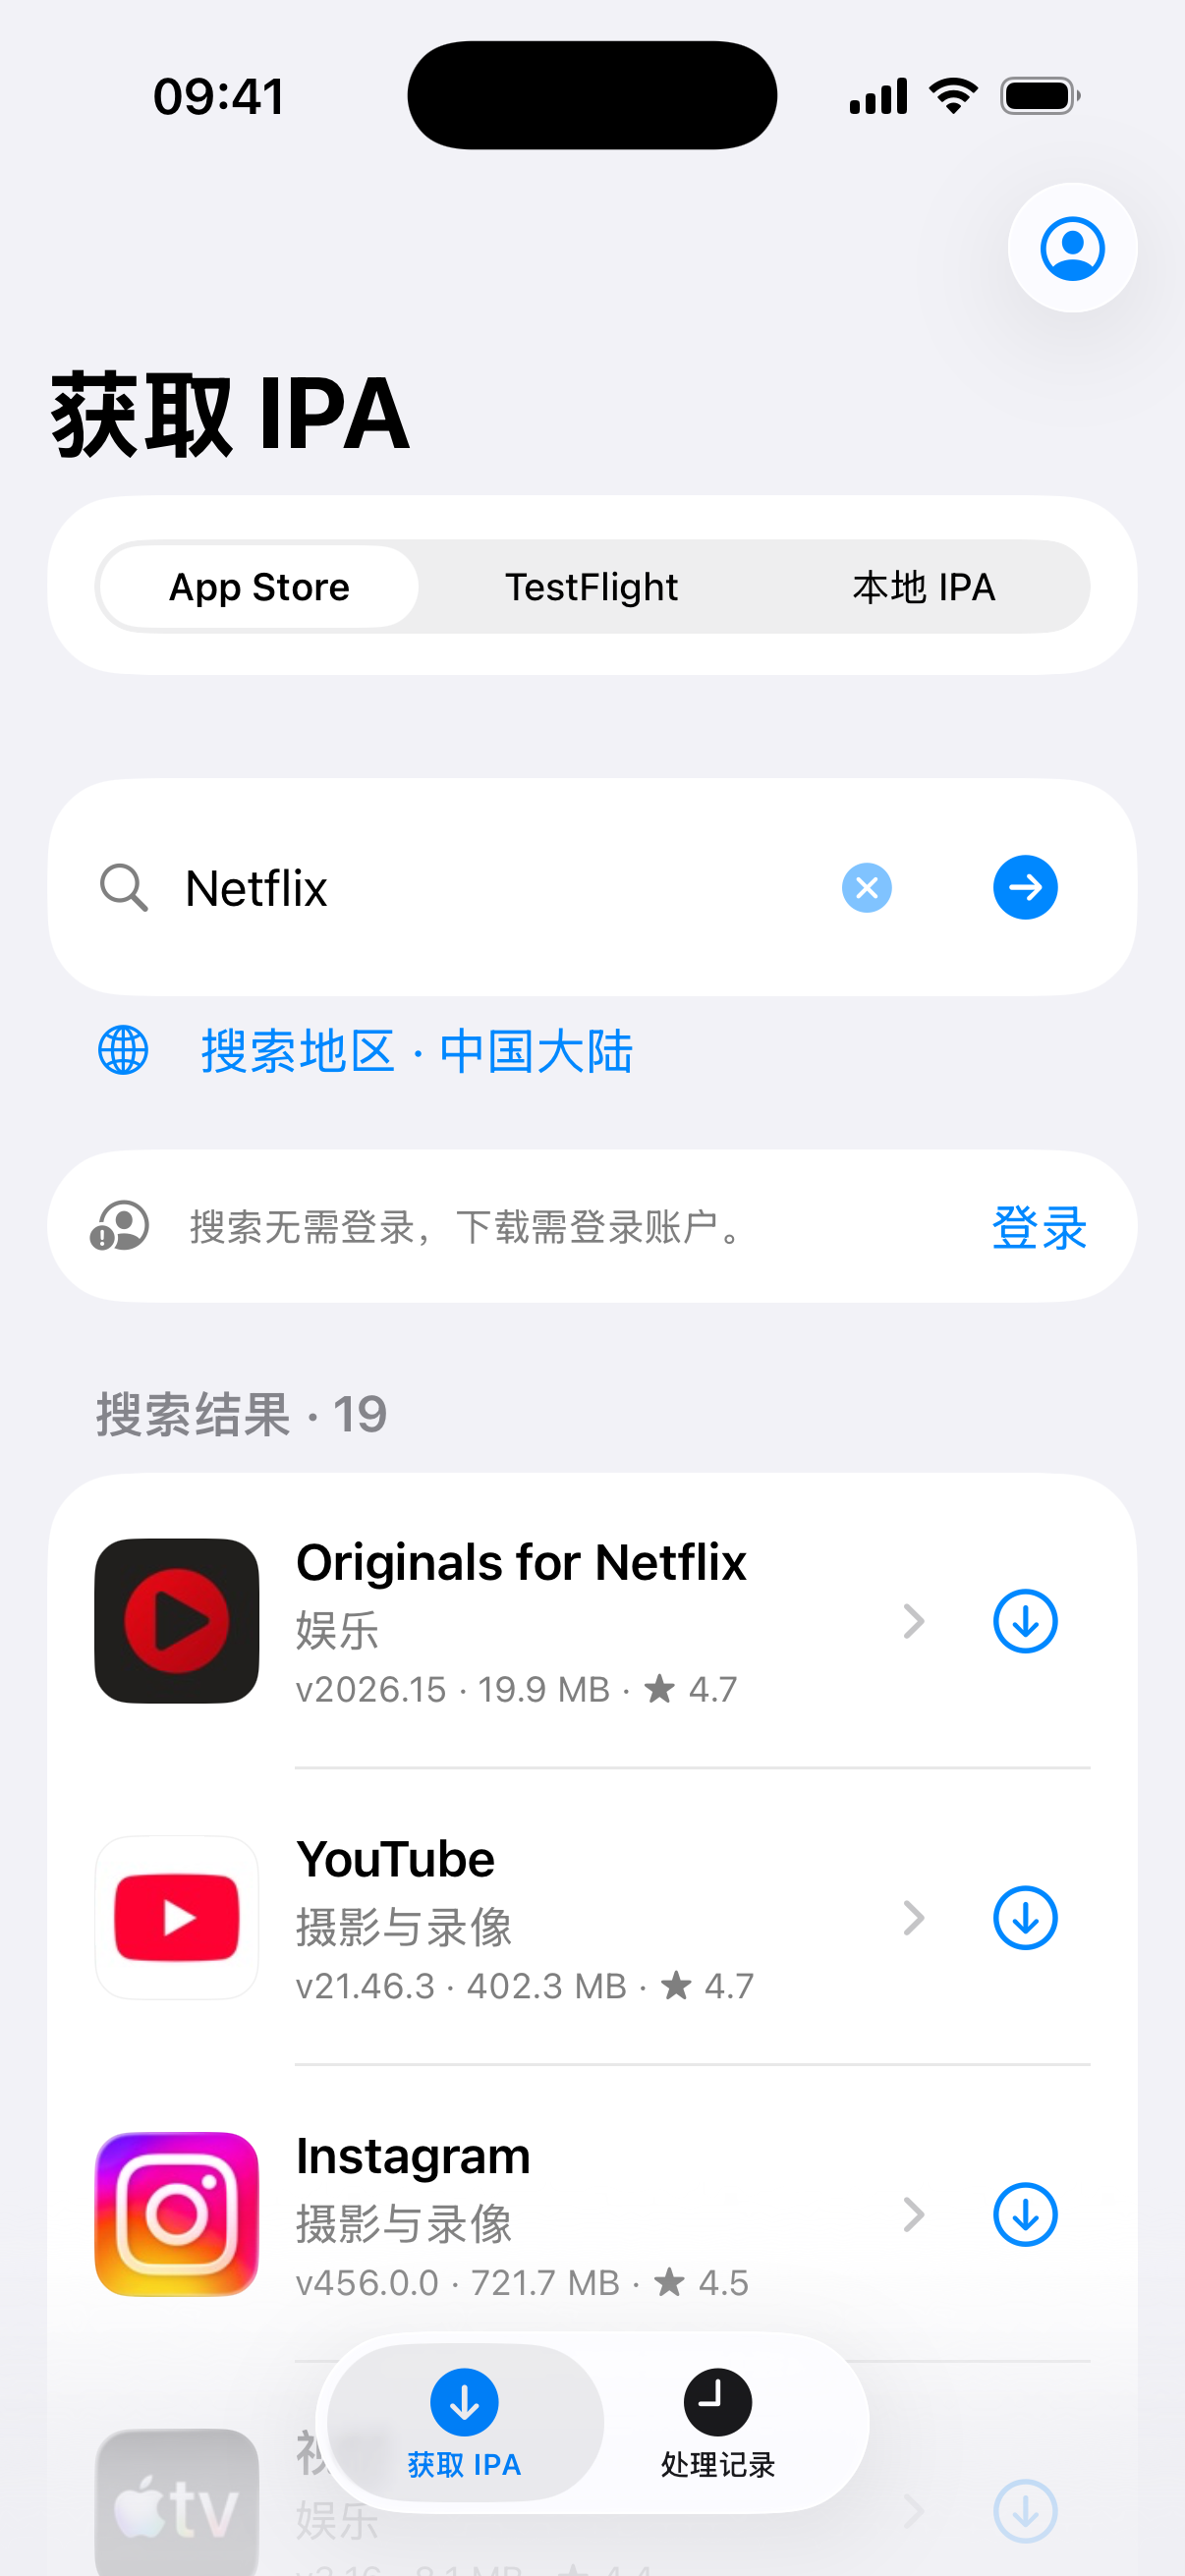 09:41
获取 IPA
App Store
TestFlight
本地 IPA
Netflix
搜索地区 · 中国大陆
搜索无需登录，下载需登录账户。
登录
搜索结果 · 19
Originals for Netflix
娱乐
v2026.15 · 19.9 MB · ★ 4.7
YouTube
摄影与录像
v21.46.3 · 402.3 MB · ★ 4.7
Instagram
摄影与录像
v456.0.0 · 721.7 MB · ★ 4.5
tv
娱乐
获取 IPA
处理记录